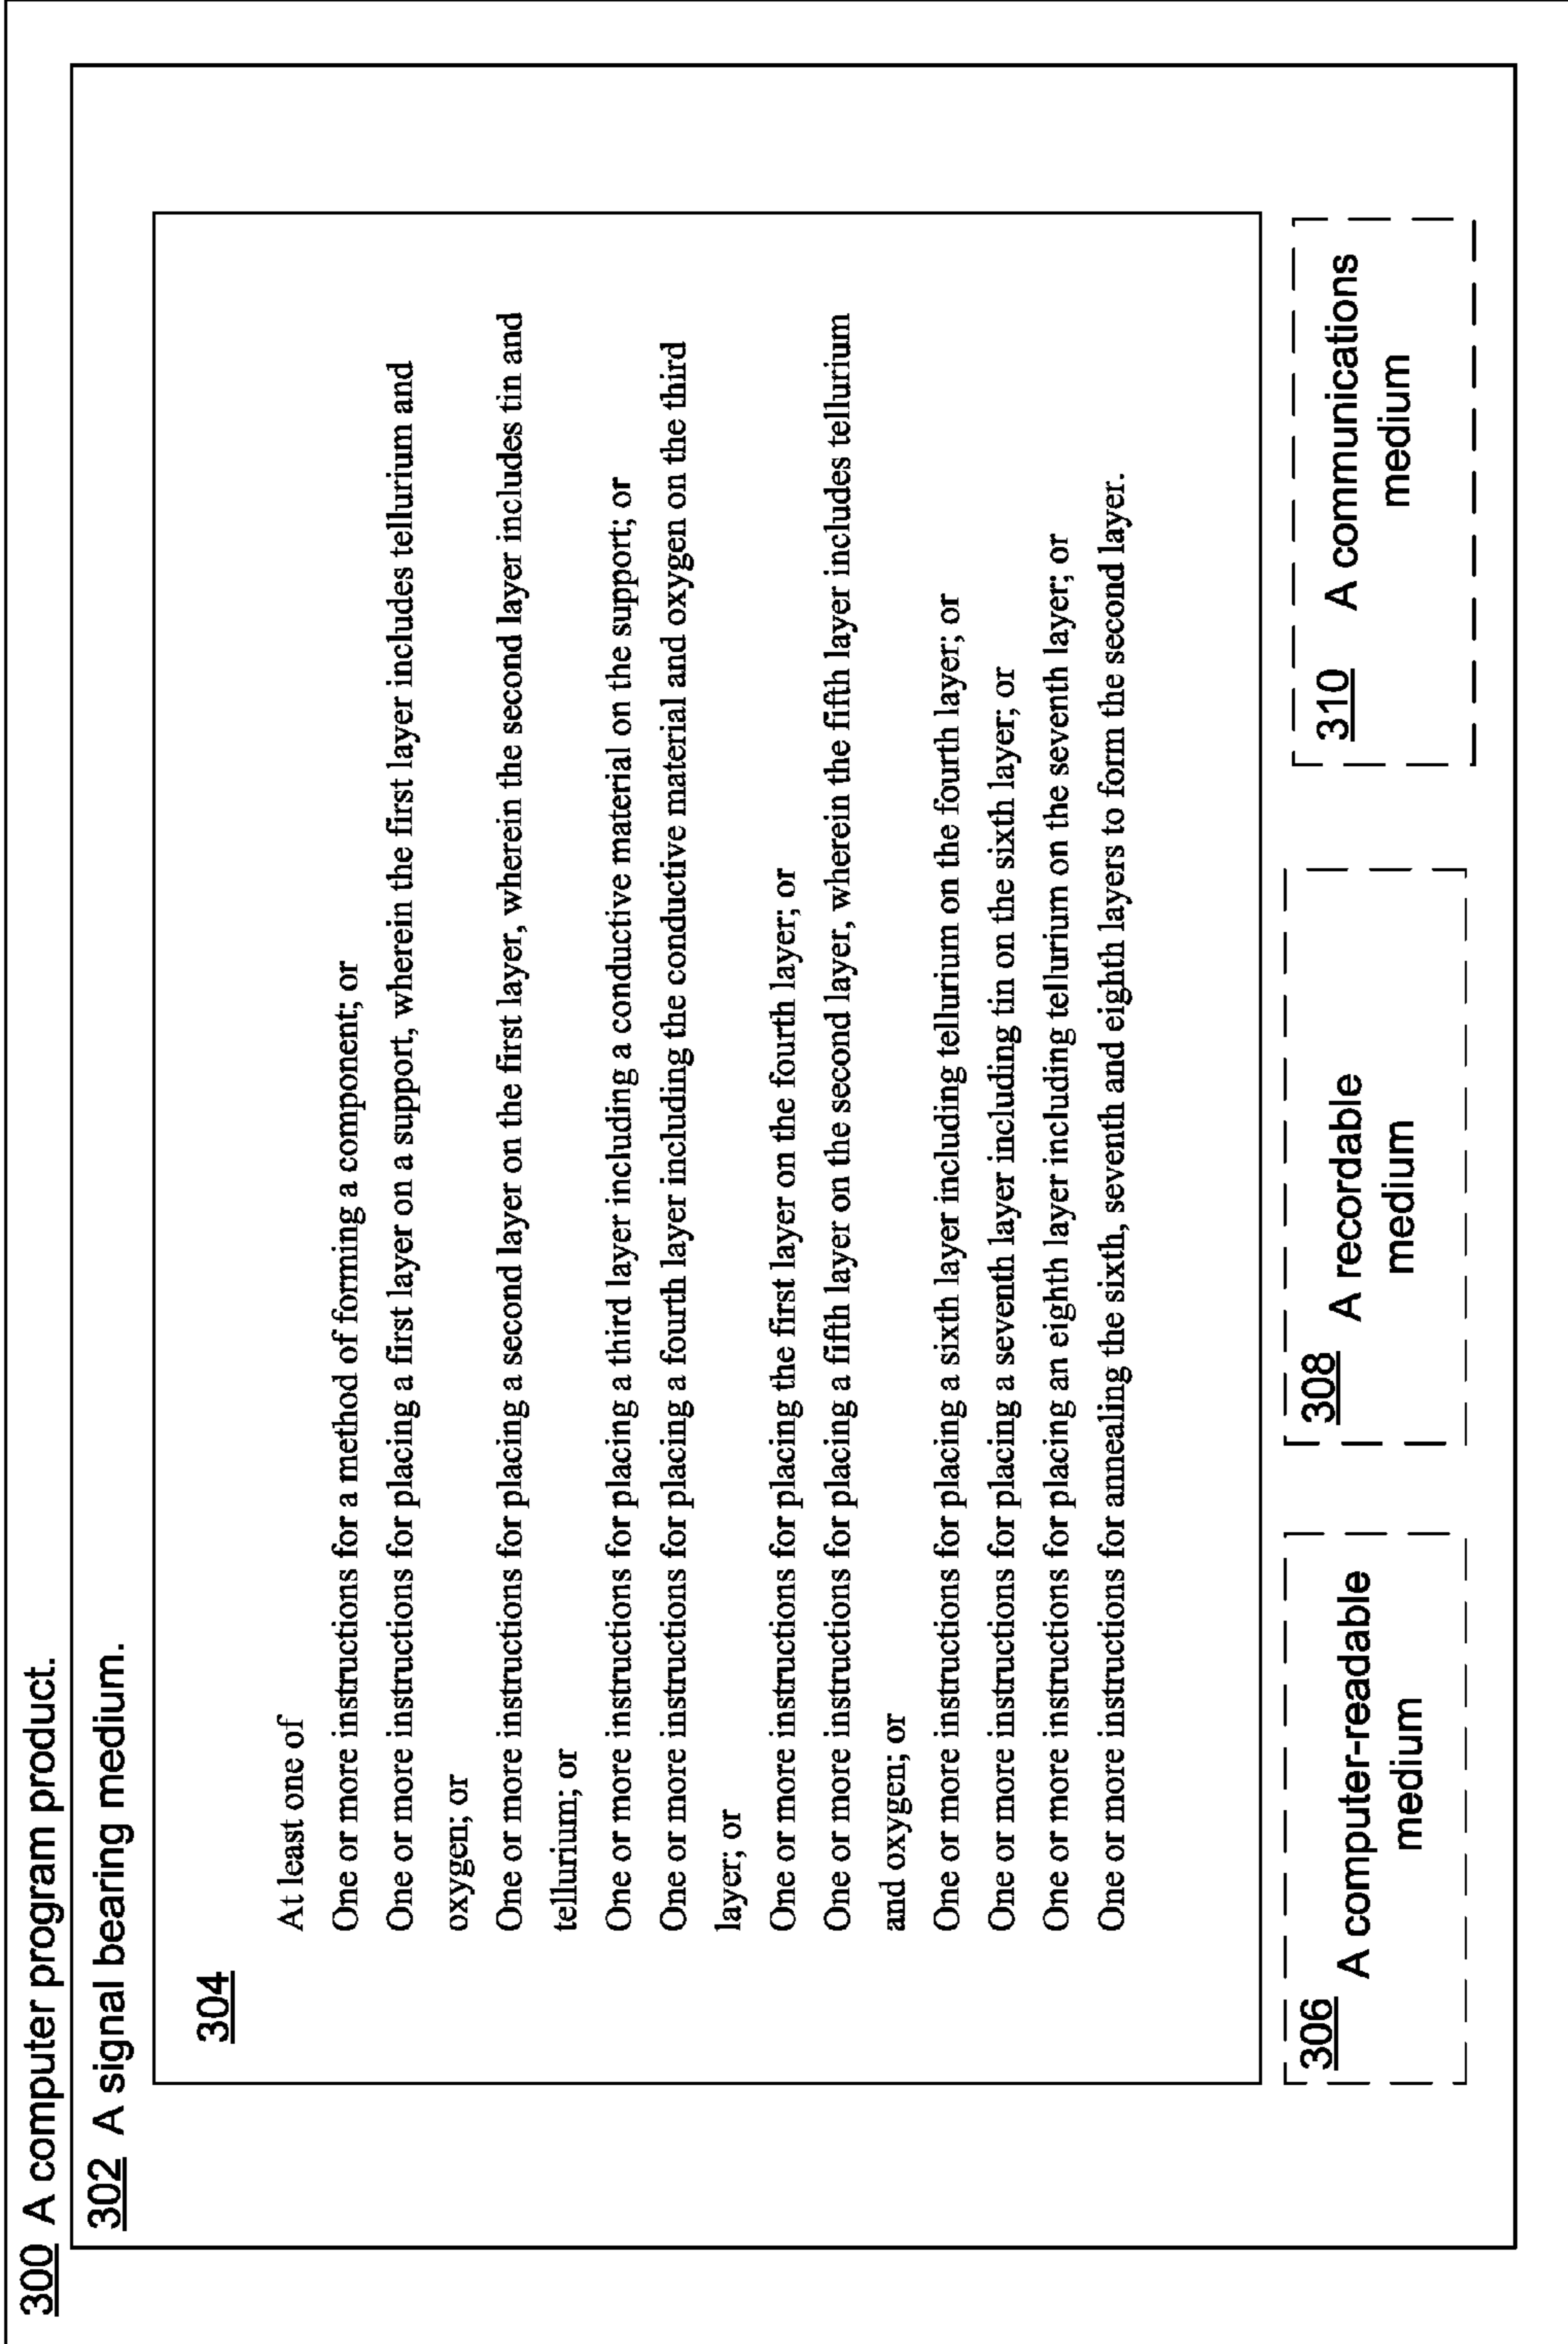 300 A computer program product.
302 A signal bearing medium.
304
At least one of
One or more instructions for a method of forming a component; or
One or more instructions for placing a first layer on a support, wherein the first layer includes tellurium and
oxygen; or
One or more instructions for placing a second layer on the first layer, wherein the second layer includes tin and
tellurium; or
One or more instructions for placing a third layer including a conductive material on the support; or
One or more instructions for placing a fourth layer including the conductive material and oxygen on the third
layer; or
One or more instructions for placing the first layer on the fourth layer; or
One or more instructions for placing a fifth layer on the second layer, wherein the fifth layer includes tellurium
and oxygen; or
One or more instructions for placing a sixth layer including tellurium on the fourth layer; or
One or more instructions for placing a seventh layer including tin on the sixth layer; or
One or more instructions for placing an eighth layer including tellurium on the seventh layer; or
One or more instructions for annealing the sixth, seventh and eighth layers to form the second layer.
306 A computer-readable
medium
308 A recordable
medium
310 A communications
medium